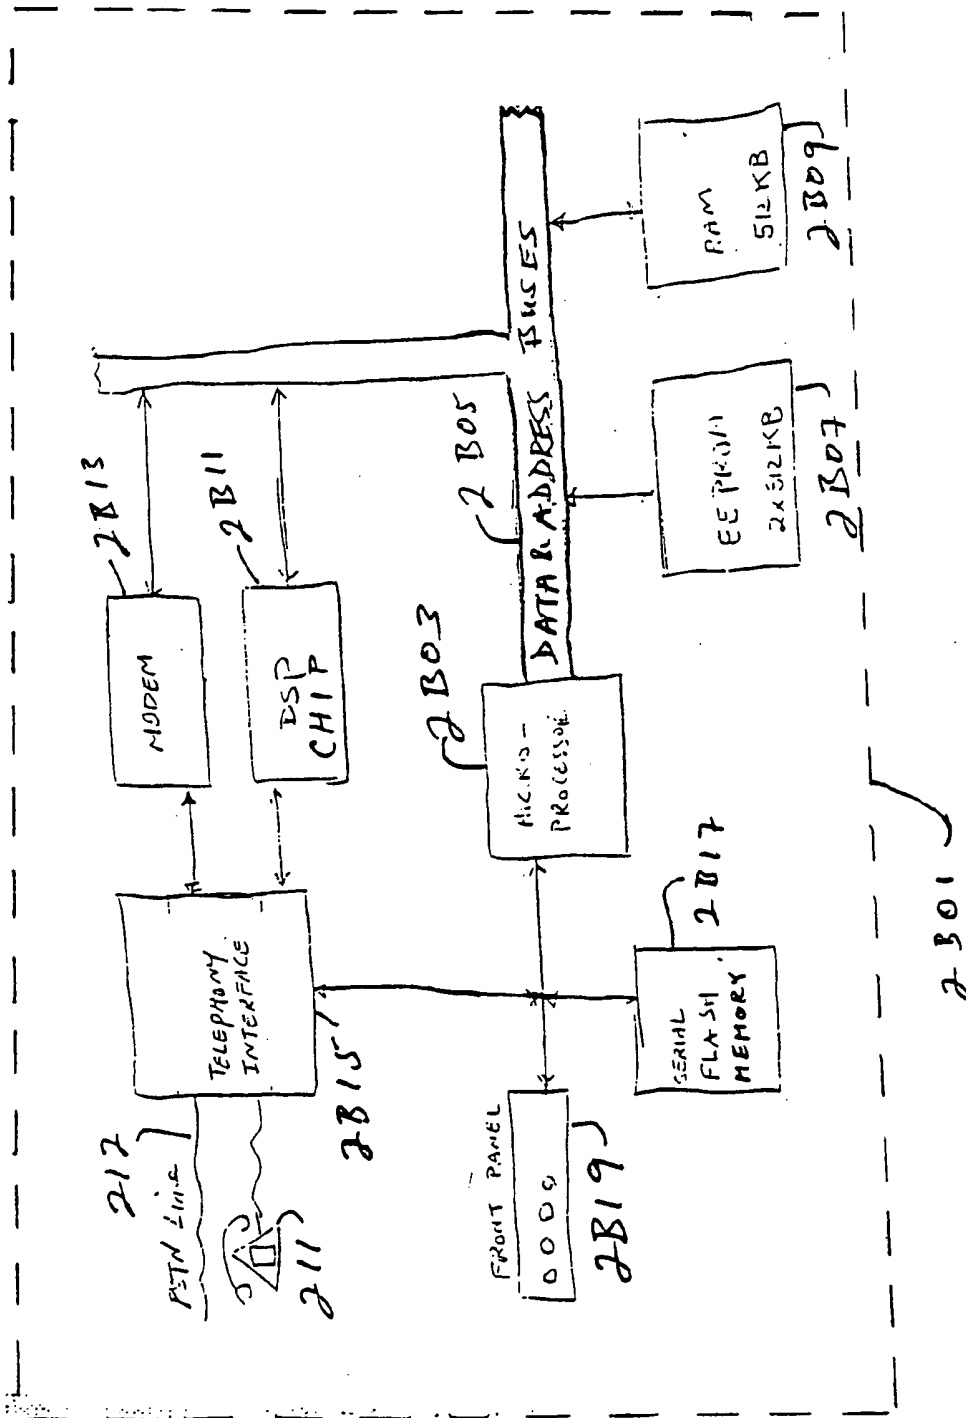 212
PSTN Line
211
TELEPHONY
INTERFACE
2B15
MODEM
2B13
DSP
CHIP
2B11
FRONT PANEL
0000
2B19
SERIAL
FLASH
MEMORY
2B17
MICRO-
PROCESSOR
2B03
DATA & ADDRESS BUSES
2B05
EEPROM
2x512KB
2B07
RAM
512KB
2B09
2B01